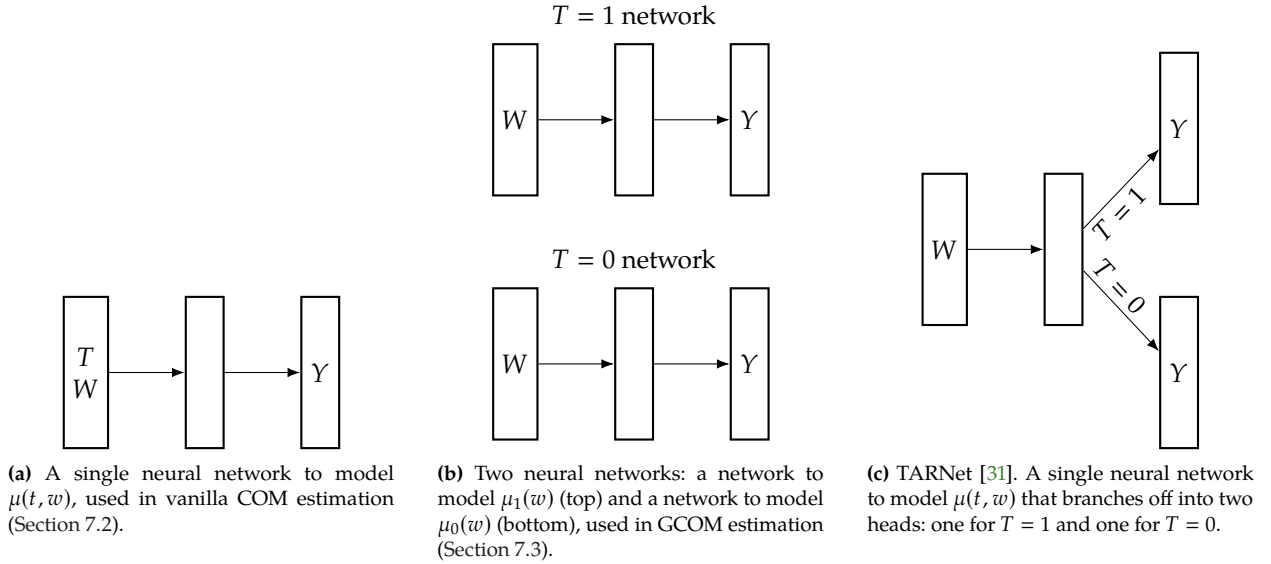 T = 1 network
W
Y
T = 0 network
W
Y
T
W
Y
W
T = 1
T = 0
Y
Y
(a) A single neural network to model
μ(t, w), used in vanilla COM estimation
(Section 7.2).
(b) Two neural networks: a network to
model μ₁(w) (top) and a network to model
μ₀(w) (bottom), used in GCOM estimation
(Section 7.3).
(c) TARNet [31]. A single neural network
to model μ(t, w) that branches off into two
heads: one for T = 1 and one for T = 0.